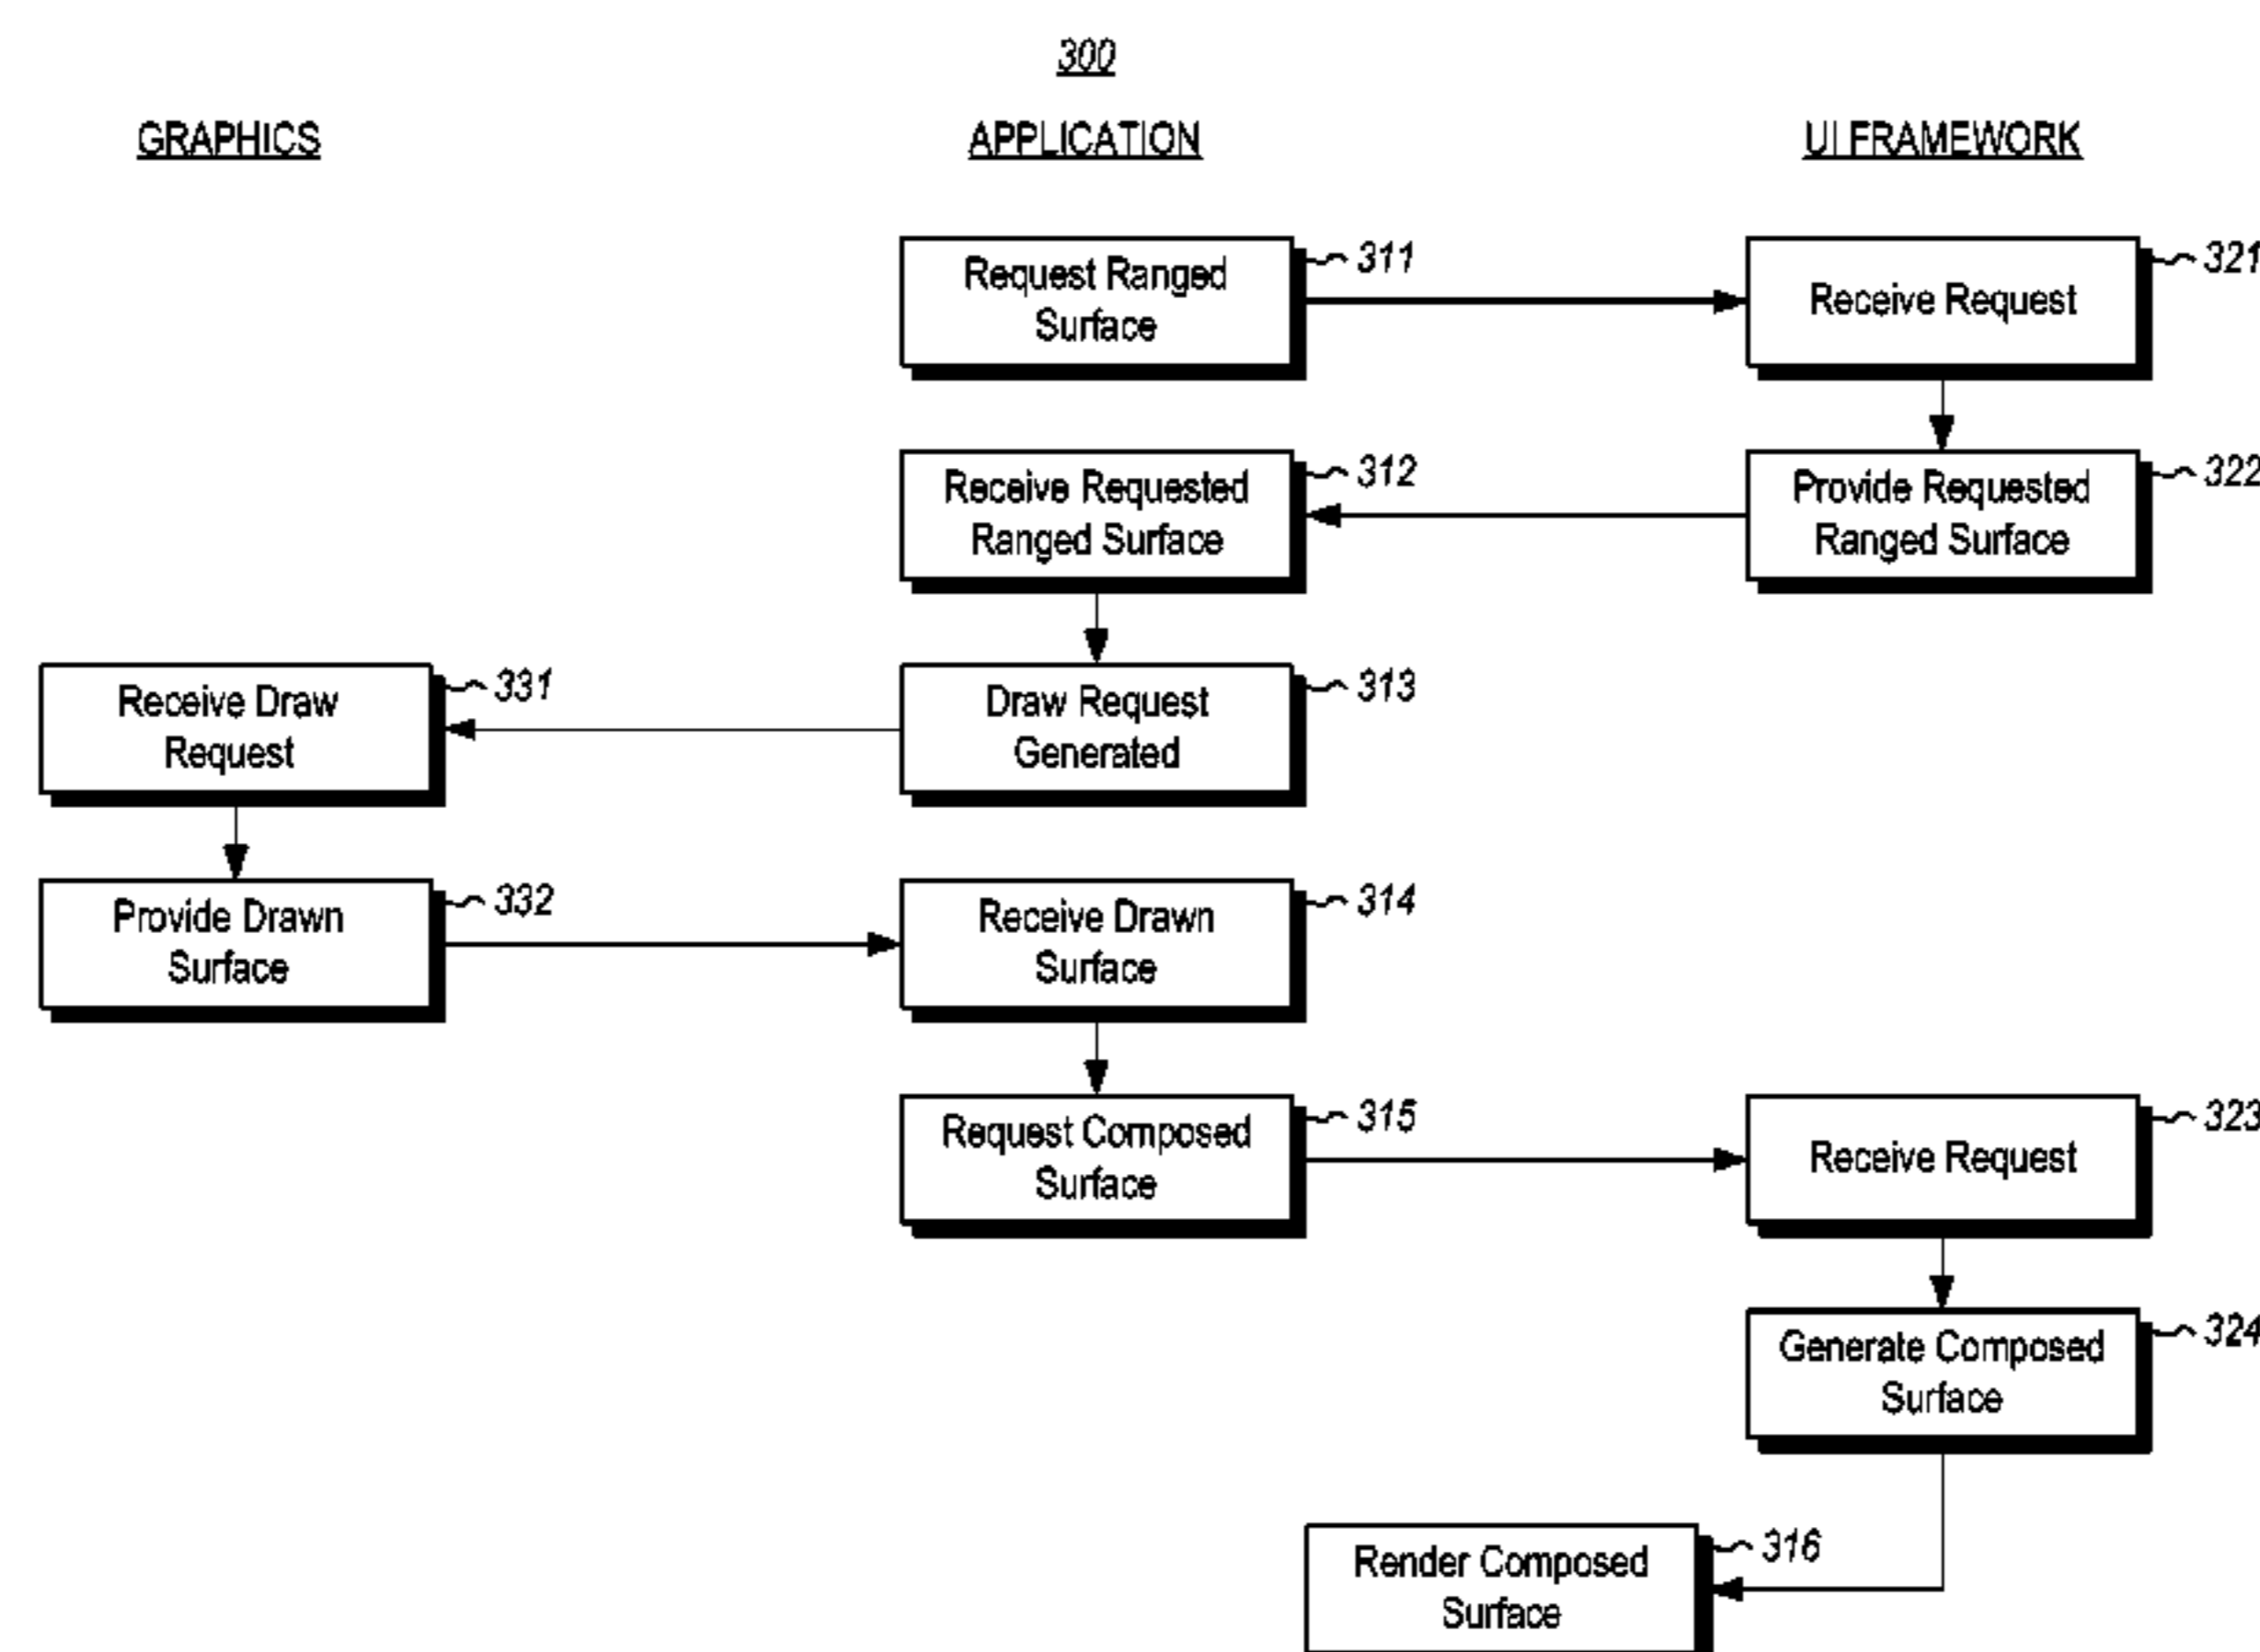 300
GRAPHICS
APPLICATION
UI FRAMEWORK
Request Ranged
Surface
311
Receive Request
321
Receive Requested
Ranged Surface
312
Provide Requested
Ranged Surface
322
Receive Draw
Request
331
Draw Request
Generated
313
Provide Drawn
Surface
332
Receive Drawn
Surface
314
Request Composed
Surface
315
Receive Request
323
Generate Composed
Surface
324
Render Composed
Surface
316